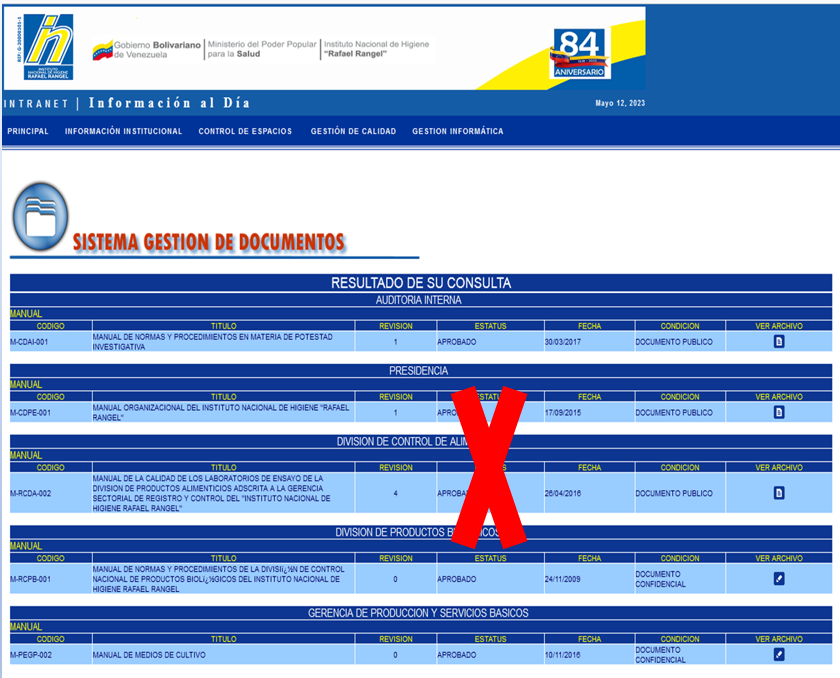 RIF:G-20000101-1
in
INSTITUTO
NACIONAL DE HIGIENE
RAFAEL RANGEL
Gobierno Bolivariano
de Venezuela
Ministerio del Poder Popular
para la Salud
Instituto Nacional de Higiene
"Rafael Rangel"
84
ANIVERSARIO
INTRANET | Información al Día
Mayo 12, 2023
PRINCIPAL INFORMACIÓN INSTITUCIONAL CONTROL DE ESPACIOS GESTIÓN DE CALIDAD GESTION INFORMÁTICA
SISTEMA GESTION DE DOCUMENTOS
RESULTADO DE SU CONSULTA
AUDITORIA INTERNA
MANUAL
CODIGO TITULO REVISION ESTATUS FECHA CONDICION VER ARCHIVO
M-CDAI-001 MANUAL DE NORMAS Y PROCEDIMIENTOS EN MATERIA DE POTESTAD
INVESTIGATIVA 1 APROBADO 30/03/2017 DOCUMENTO PUBLICO
PRESIDENCIA
MANUAL
CODIGO TITULO REVISION ESTATUS FECHA CONDICION VER ARCHIVO
M-CDPE-001 MANUAL ORGANIZACIONAL DEL INSTITUTO NACIONAL DE HIGIENE "RAFAEL
RANGEL" 1 APRO 17/09/2015 DOCUMENTO PUBLICO
DIVISION DE CONTROL DE ALIM
MANUAL
CODIGO TITULO REVISION S FECHA CONDICION VER ARCHIVO
M-RCDA-002 MANUAL DE LA CALIDAD DE LOS LABORATORIOS DE ENSAYO DE LA
DIVISION DE PRODUCTOS ALIMENTICIOS ADSCRITA A LA GERENCIA
SECTORIAL DE REGISTRO Y CONTROL DEL "INSTITUTO NACIONAL DE
HIGIENE RAFAEL RANGEL" 4 APROBA 26/04/2016 DOCUMENTO PUBLICO
DIVISION DE PRODUCTOS B ICOS
MANUAL
CODIGO TITULO REVISION ESTATUS FECHA CONDICION VER ARCHIVO
M-RCPB-001 MANUAL DE NORMAS Y PROCEDIMIENTOS DE LA DIVISIï¿½N DE CONTROL
NACIONAL DE PRODUCTOS BIOLï¿½GICOS DEL INSTITUTO NACIONAL DE
HIGIENE RAFAEL RANGEL 0 APROBADO 24/11/2009 DOCUMENTO
CONFIDENCIAL
GERENCIA DE PRODUCCION Y SERVICIOS BASICOS
MANUAL
CODIGO TITULO REVISION ESTATUS FECHA CONDICION VER ARCHIVO
M-PEGP-002 MANUAL DE MEDIOS DE CULTIVO 0 APROBADO 10/11/2016 DOCUMENTO
CONFIDENCIAL